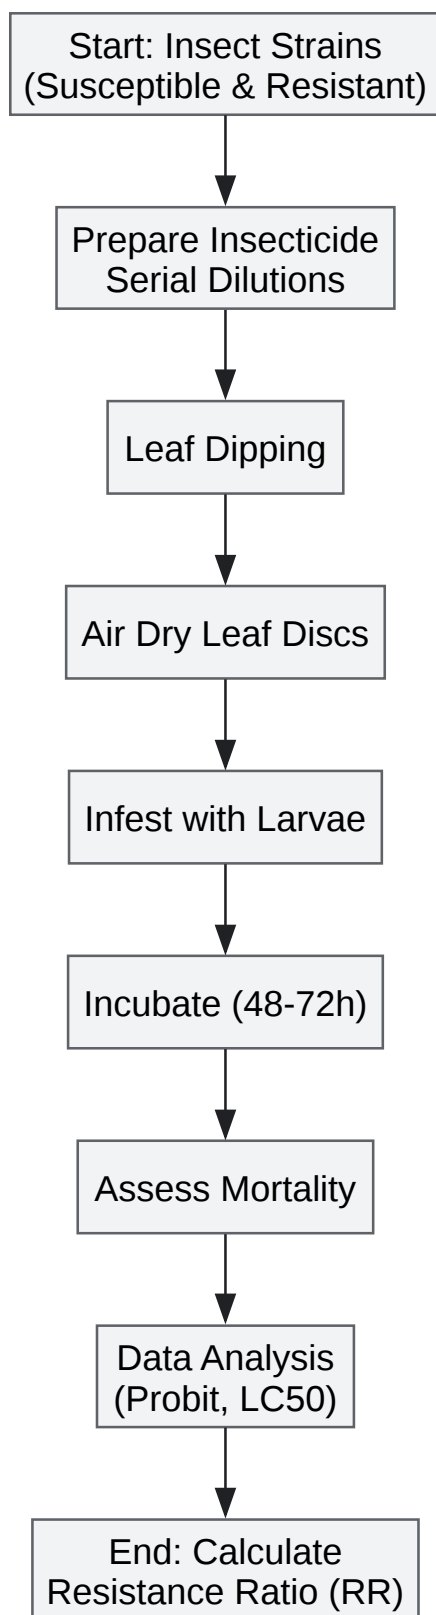 Start: Insect Strains
(Susceptible & Resistant)
Prepare Insecticide
Serial Dilutions
Leaf Dipping
Air Dry Leaf Discs
Infest with Larvae
Incubate (48-72h)
Assess Mortality
Data Analysis
(Probit, LC50)
End: Calculate
Resistance Ratio (RR)